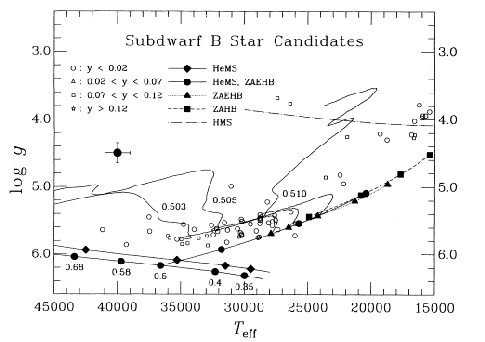 Subdwarf B Star Candidates
○ : y < 0.02
HeMS
△ : 0.02 < y < 0.07
HeMS, ZAEHB
□ : 0.07 < y < 0.12
ZAEHB
☆ : y > 0.12
ZAHB
HMS
3.0
4.0
5.0
6.0
3.0
4.0
5.0
6.0
log g
0.503
0.505
0.510
0.68
0.58
0.5
0.4
0.35
45000 40000 35000 30000 25000 20000 15000
Teff